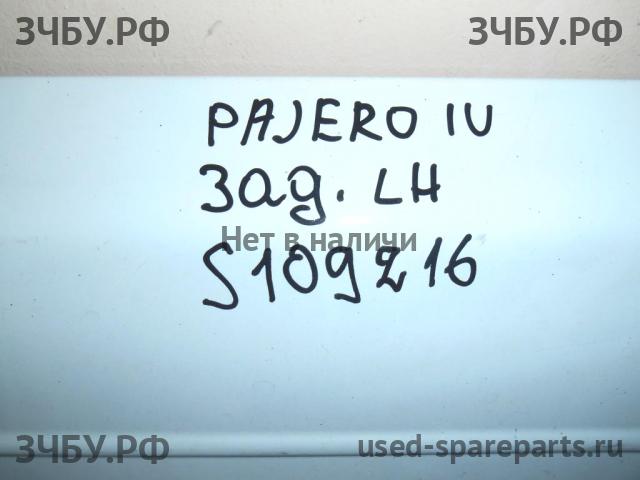 ЗЧБУ.РФ ЗЧБУ.РФ
PAJERO IV
Зад. LH
Нет в наличи
S109216
ЗЧБУ.РФ used-spareparts.ru